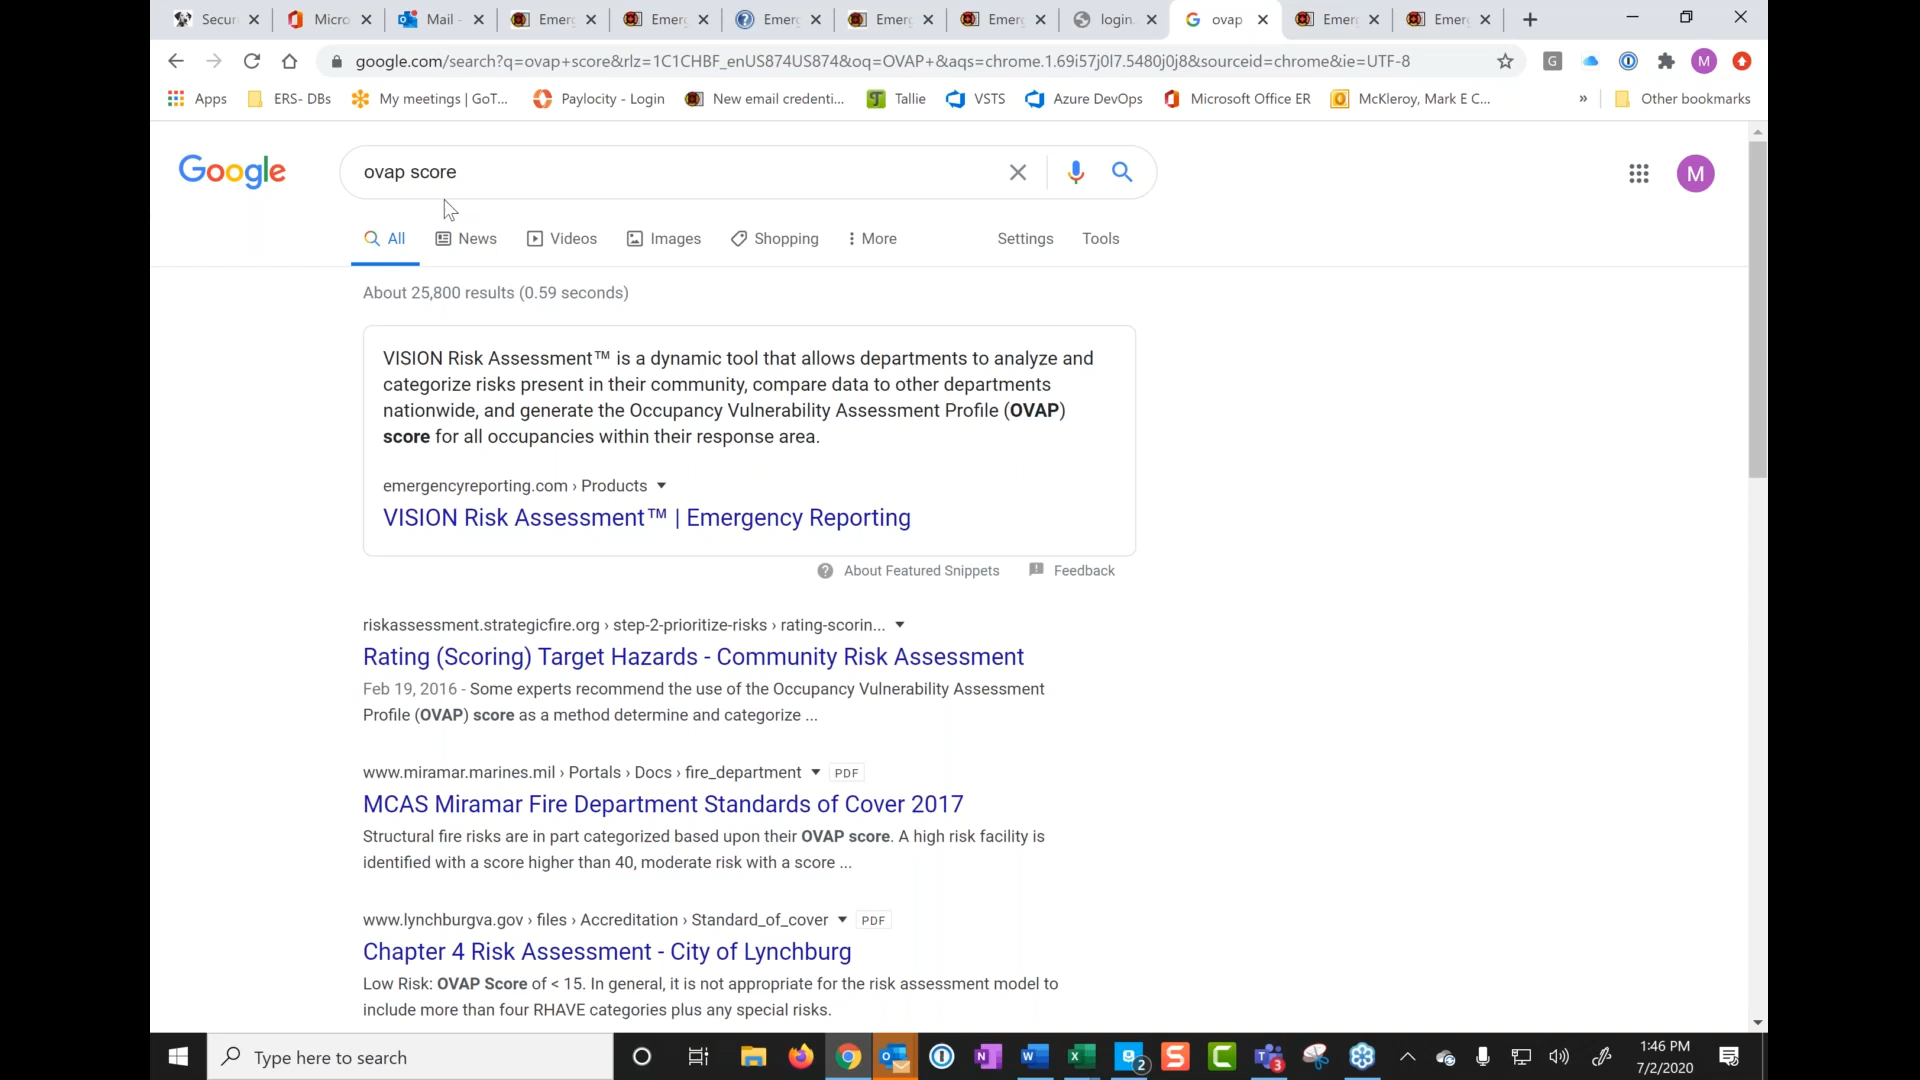 Secur
Micro
Mail -
Emerg
Emerg
Emerg
Emerg
Emerg
login.
ovap
Emerg
Emerg
google.com/search?q=ovap+score&rlz=1C1CHBF_enUS874US874&oq=OVAP+&aqs=chrome.1.69i57j0l7.5480j0j8&sourceid=chrome&ie=UTF-8
G
M
Apps
ERS- DBs
My meetings | GoT...
Paylocity - Login
New email credenti...
Tallie
VSTS
Azure DevOps
Microsoft Office ER
McKleroy, Mark E C...
»
Other bookmarks
Google
ovap score
M
All
News
Videos
Images
Shopping
More
Settings
Tools
About 25,800 results (0.59 seconds)
VISION Risk Assessment™ is a dynamic tool that allows departments to analyze and
categorize risks present in their community, compare data to other departments
nationwide, and generate the Occupancy Vulnerability Assessment Profile (OVAP)
score for all occupancies within their response area.
emergencyreporting.com › Products
VISION Risk Assessment™ | Emergency Reporting
About Featured Snippets
Feedback
riskassessment.strategicfire.org › step-2-prioritize-risks › rating-scorin...
Rating (Scoring) Target Hazards - Community Risk Assessment
Feb 19, 2016 - Some experts recommend the use of the Occupancy Vulnerability Assessment
Profile (OVAP) score as a method determine and categorize ...
www.miramar.marines.mil › Portals › Docs › fire_department PDF
MCAS Miramar Fire Department Standards of Cover 2017
Structural fire risks are in part categorized based upon their OVAP score. A high risk facility is
identified with a score higher than 40, moderate risk with a score ...
www.lynchburgva.gov › files › Accreditation › Standard_of_cover PDF
Chapter 4 Risk Assessment - City of Lynchburg
Low Risk: OVAP Score of < 15. In general, it is not appropriate for the risk assessment model to
include more than four RHAVE categories plus any special risks.
Type here to search
2
3
1:46 PM
7/2/2020